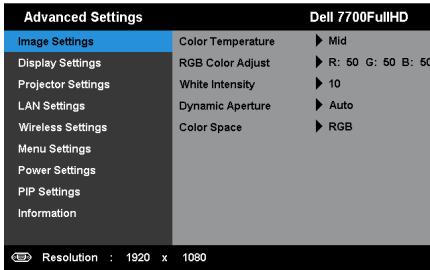 Advanced Settings Dell 7700FullHD
Image Settings Color Temperature Mid
Display Settings RGB Color Adjust R: 50 G: 50 B: 50
Projector Settings White Intensity 10
LAN Settings Dynamic Aperture Auto
Wireless Settings Color Space RGB
Menu Settings
Power Settings
PIP Settings
Information
Resolution : 1920 x 1080